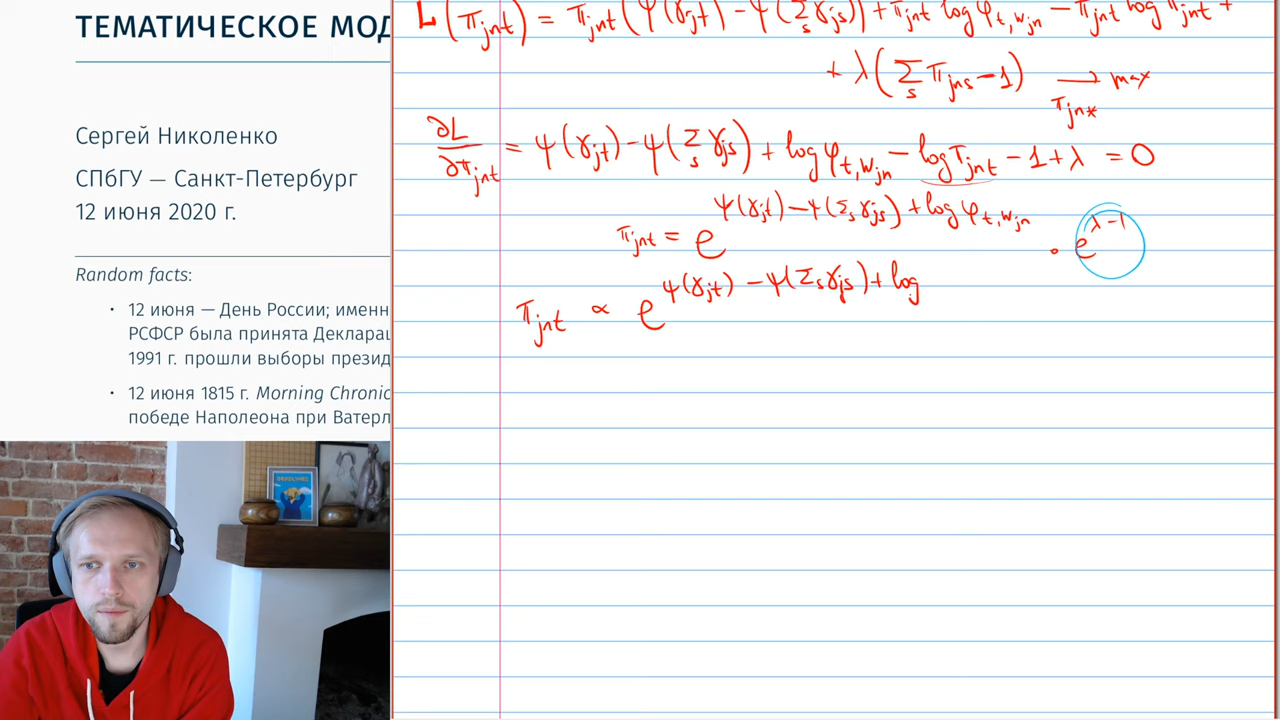 ТЕМАТИЧЕСКОЕ МОД
Сергей Николенко
СПбГУ — Санкт-Петербург
12 июня 2020 г.
Random facts:
· 12 июня — День России; именн
РСФСР была принята Декларац
1991 г. прошли выборы презид
· 12 июня 1815 г. Morning Chronic
победе Наполеона при Ватерл
L(π_jnt) = π_jnt(ψ(γ_jt) − ψ(Σ_s γ_js)) + π_jnt log φ_t,w_jn − π_jnt log π_jnt +
+ λ(Σ_s π_jns − 1) → max π_jn*
∂L/∂π_jnt = ψ(γ_jt) − ψ(Σ_s γ_js) + log φ_t,w_jn − log π_jnt − 1 + λ = 0
π_jnt = e^ψ(γ_jt) − ψ(Σ_s γ_js) + log φ_t,w_jn · e^λ−1
π_jnt ∝ e^ψ(γ_jt) − ψ(Σ_s γ_js) + log